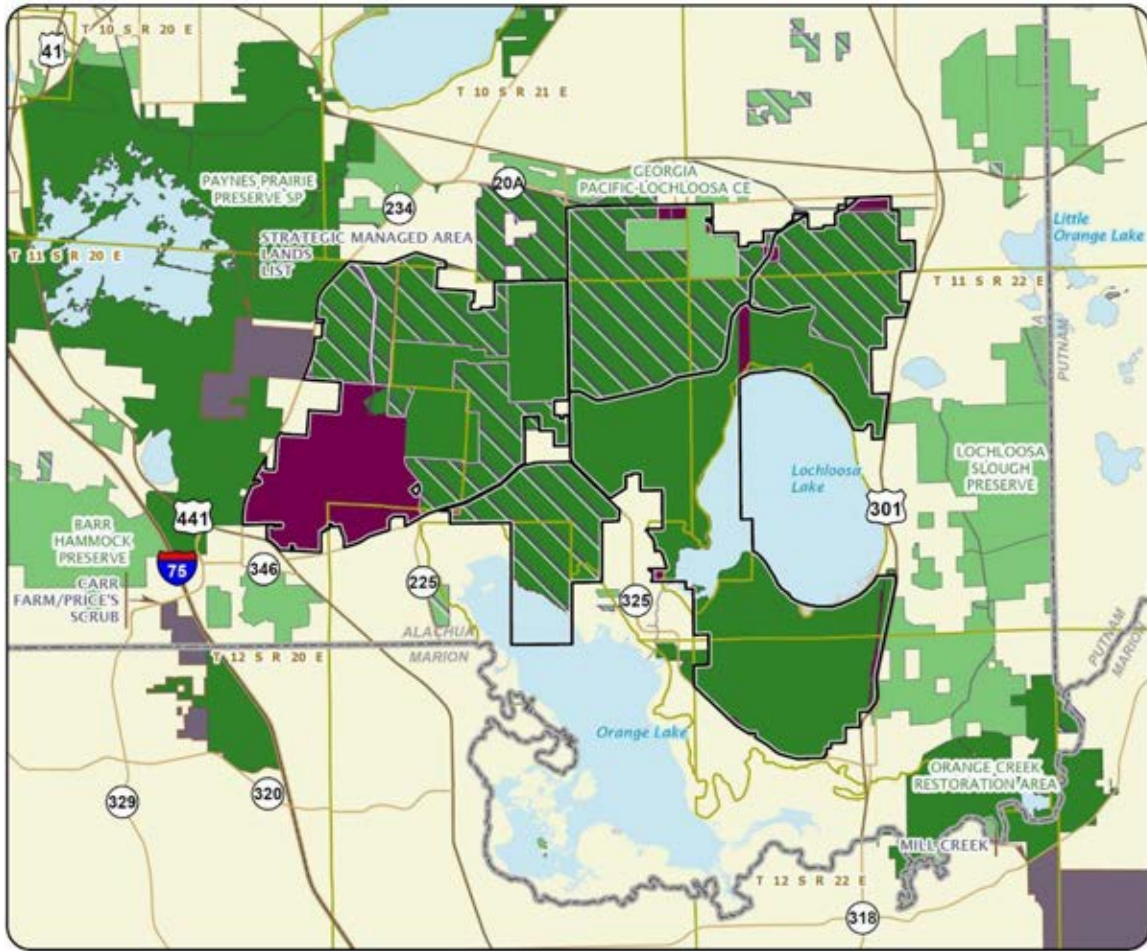 T 10 S R 20 E
41
T 10 S R 21 E
PAYNES PRAIRIE
PRESERVE SP
234
20A
GEORGIA
PACIFIC-LOCHLOOSA CE
STRATEGIC MANAGED AREA
LANDS
LIST
T 11 S R 20 E
Little
Orange Lake
T 11 S R 22 E
PUTNAM
LOCHLOOSA
SLOUGH
PRESERVE
Lochloosa
Lake
301
441
BARR
HAMMOCK
PRESERVE
75
346
225
325
CARR
FARM/PRICE'S
SCRUB
ALACHUA
MARION
T 12 S R 20 E
PUTNAM
MARION
Orange Lake
ORANGE CREEK
RESTORATION AREA
329
320
MILL CREEK
T 12 S R 22 E
318